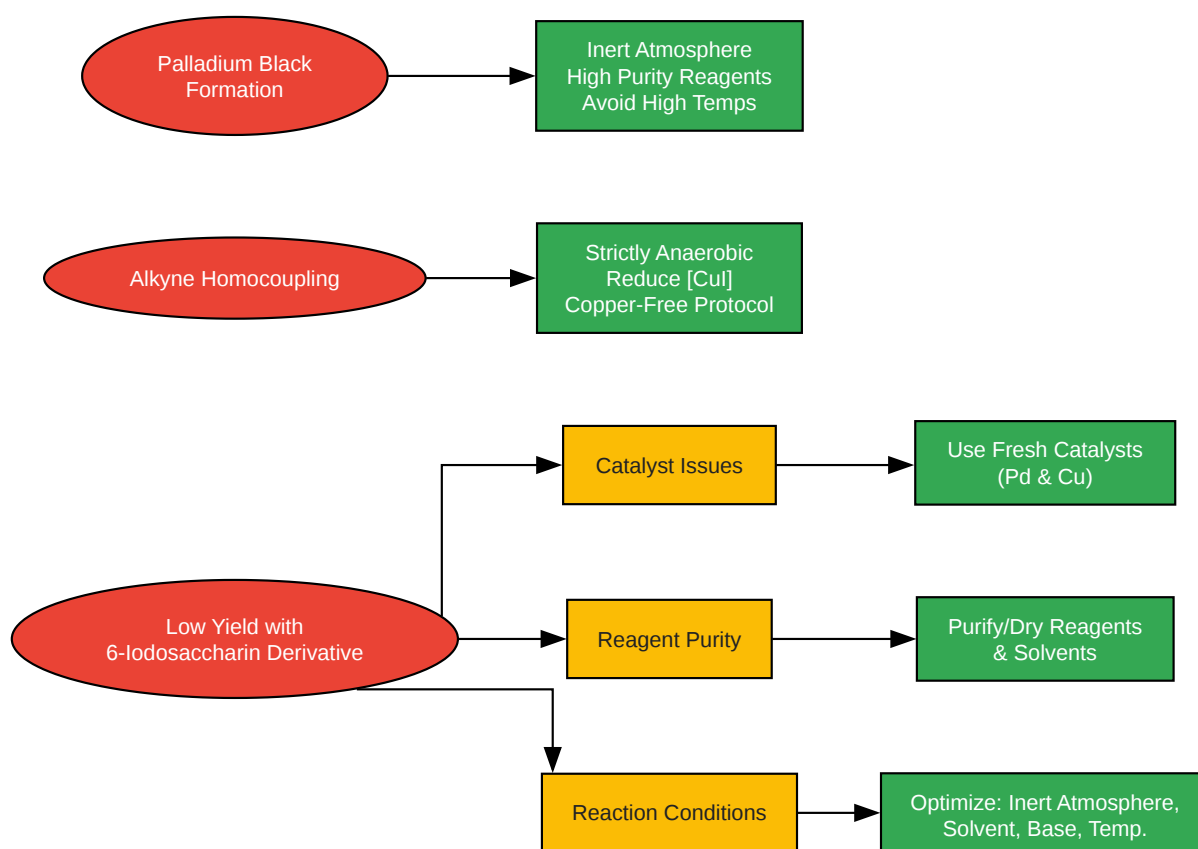 Palladium Black
Formation
Inert Atmosphere
High Purity Reagents
Avoid High Temps
Alkyne Homocoupling
Strictly Anaerobic
Reduce [CuI]
Copper-Free Protocol
Low Yield with
6-Iodosaccharin Derivative
Catalyst Issues
Use Fresh Catalysts
(Pd & Cu)
Reagent Purity
Purify/Dry Reagents
& Solvents
Reaction Conditions
Optimize: Inert Atmosphere,
Solvent, Base, Temp.